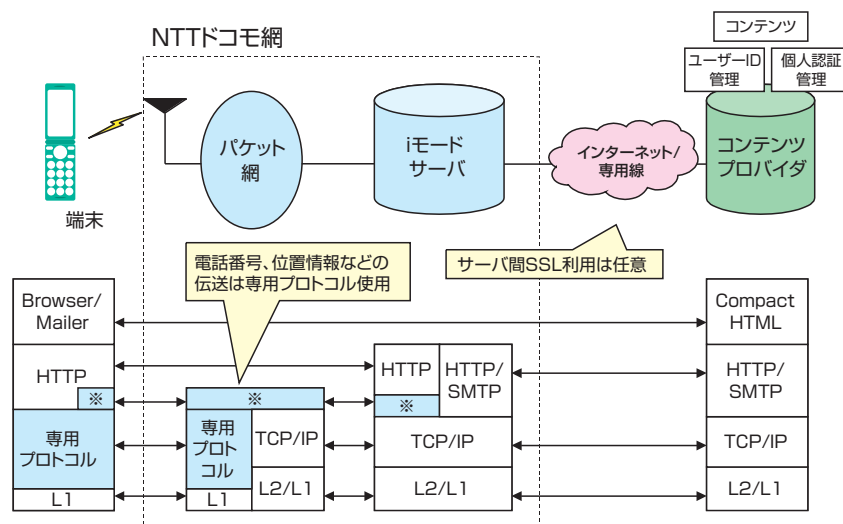 コンテンツ
NTTドコモ網
ユーザーID
管理
個人認証
管理
パケット
網
iモード
サーバ
インターネット/
専用線
コンテンツ
プロバイダ
端末
電話番号、位置情報などの
伝送は専用プロトコル使用
サーバ間SSL利用は任意
Browser/
Mailer
HTTP
※
専用
プロトコル
L1
※
専用
プロト
コル
L1
TCP/IP
L2/L1
HTTP
※
HTTP/
SMTP
TCP/IP
L2/L1
Compact
HTML
HTTP/
SMTP
TCP/IP
L2/L1